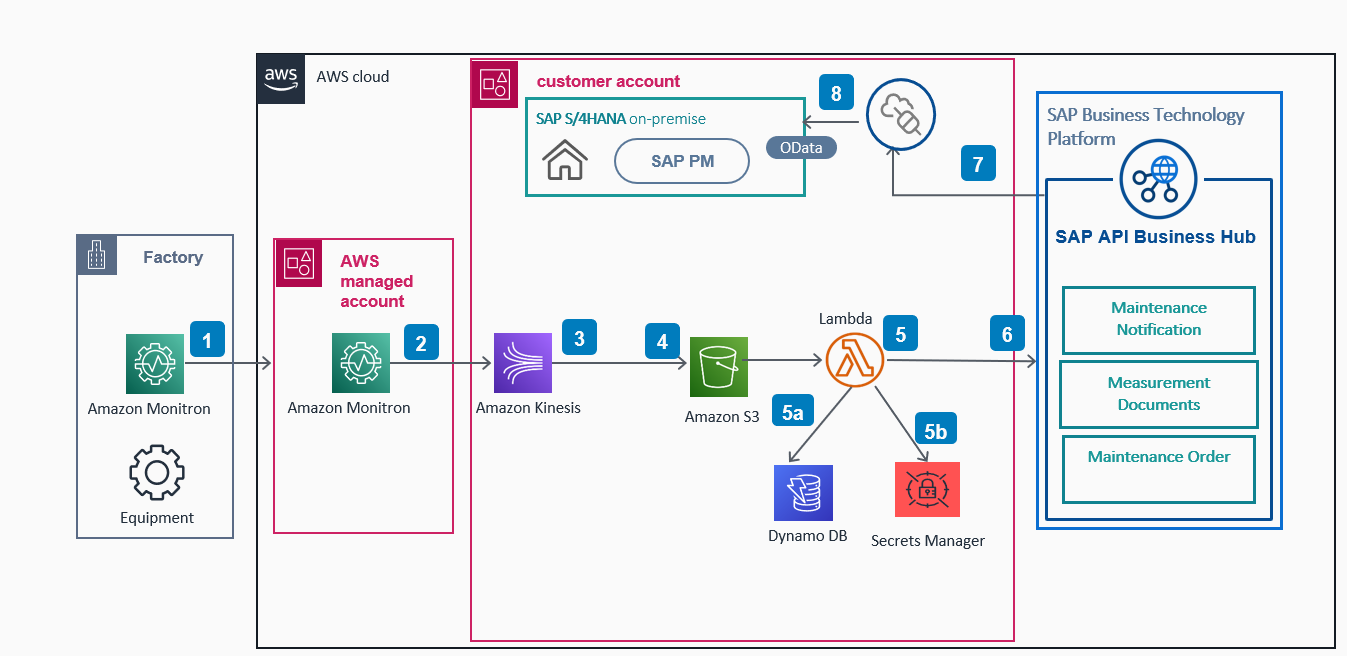 aws
AWS cloud
customer account
SAP S/4HANA on-premise
SAP PM
OData
8
7
SAP Business Technology
Platform
SAP API Business Hub
Maintenance
Notification
Measurement
Documents
Maintenance Order
Factory
1
Amazon Monitron
Equipment
AWS
managed
account
2
Amazon Monitron
3
Amazon Kinesis
4
Amazon S3
Lambda
5
6
5a
5b
Dynamo DB
Secrets Manager